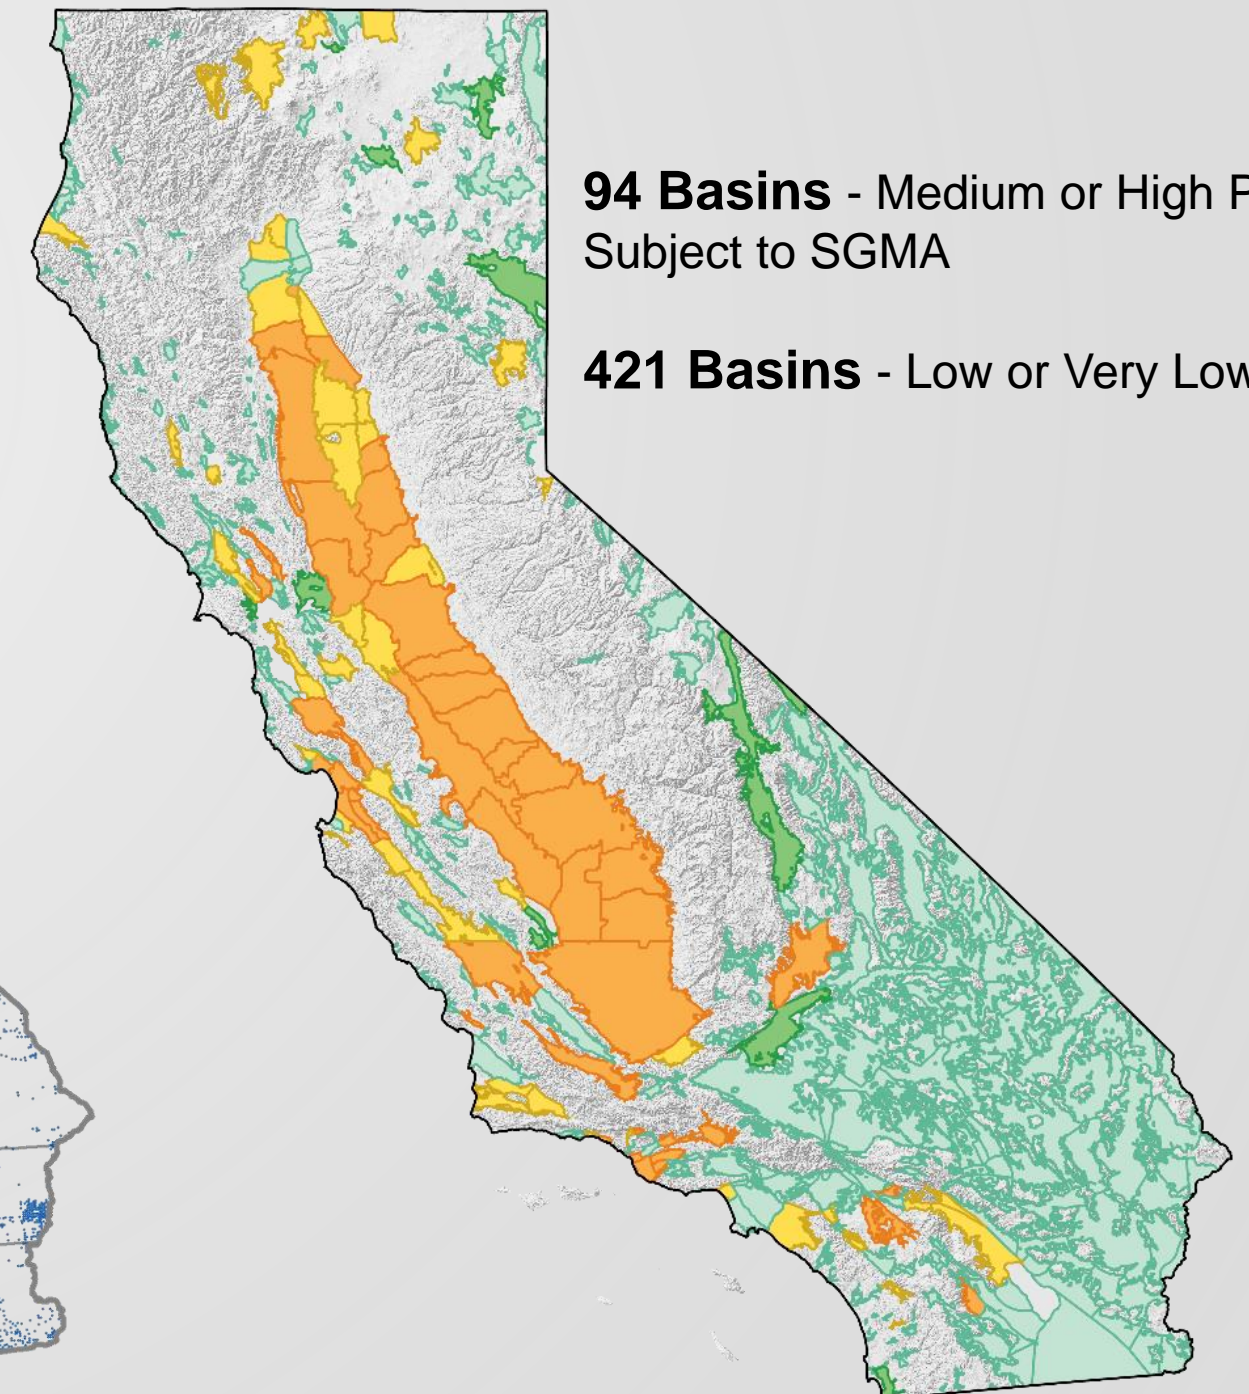 94 Basins - Medium or High P
Subject to SGMA
421 Basins - Low or Very Low